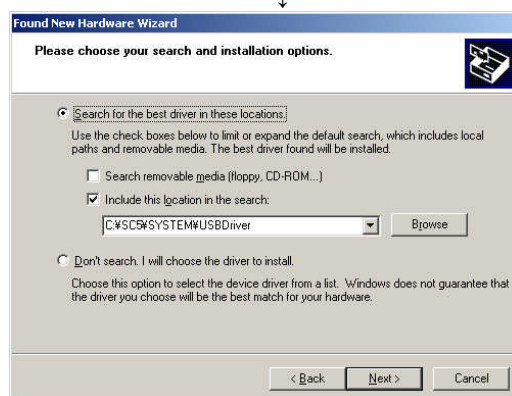 ↓
Found New Hardware Wizard
Please choose your search and installation options.
Search for the best driver in these locations.
Use the check boxes below to limit or expand the default search, which includes local
paths and removable media. The best driver found will be installed.
Search removable media (floppy, CD-ROM...)
Include this location in the search:
C:¥SC5¥SYSTEM¥USBDriver
Browse
Don't search. I will choose the driver to install.
Choose this option to select the device driver from a list. Windows does not guarantee that
the driver you choose will be the best match for your hardware.
< Back Next > Cancel